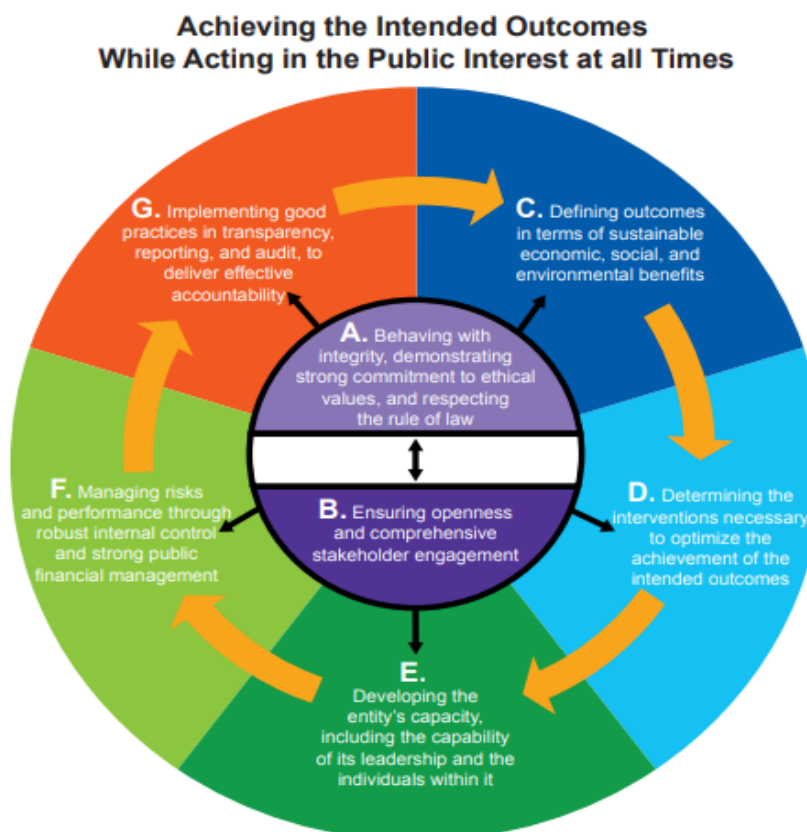 Achieving the Intended Outcomes
While Acting in the Public Interest at all Times
A. Behaving with
integrity, demonstrating
strong commitment to ethical
values, and respecting
the rule of law
B. Ensuring openness
and comprehensive
stakeholder engagement
C. Defining outcomes
in terms of sustainable
economic, social, and
environmental benefits
D. Determining the
interventions necessary
to optimize the
achievement of the
intended outcomes
E.
Developing the
entity's capacity,
including the capability
of its leadership and the
individuals within it
F. Managing risks
and performance through
robust internal control
and strong public
financial management
G. Implementing good
practices in transparency,
reporting, and audit, to
deliver effective
accountability